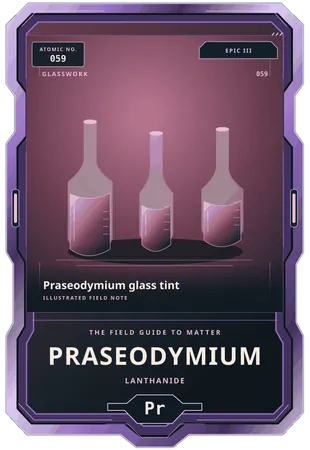 ATOMIC NO.
059
EPIC III
GLASSWORK
059
Praseodymium glass tint
ILLUSTRATED FIELD NOTE
THE FIELD GUIDE TO MATTER
PRASEODYMIUM
LANTHANIDE
Pr